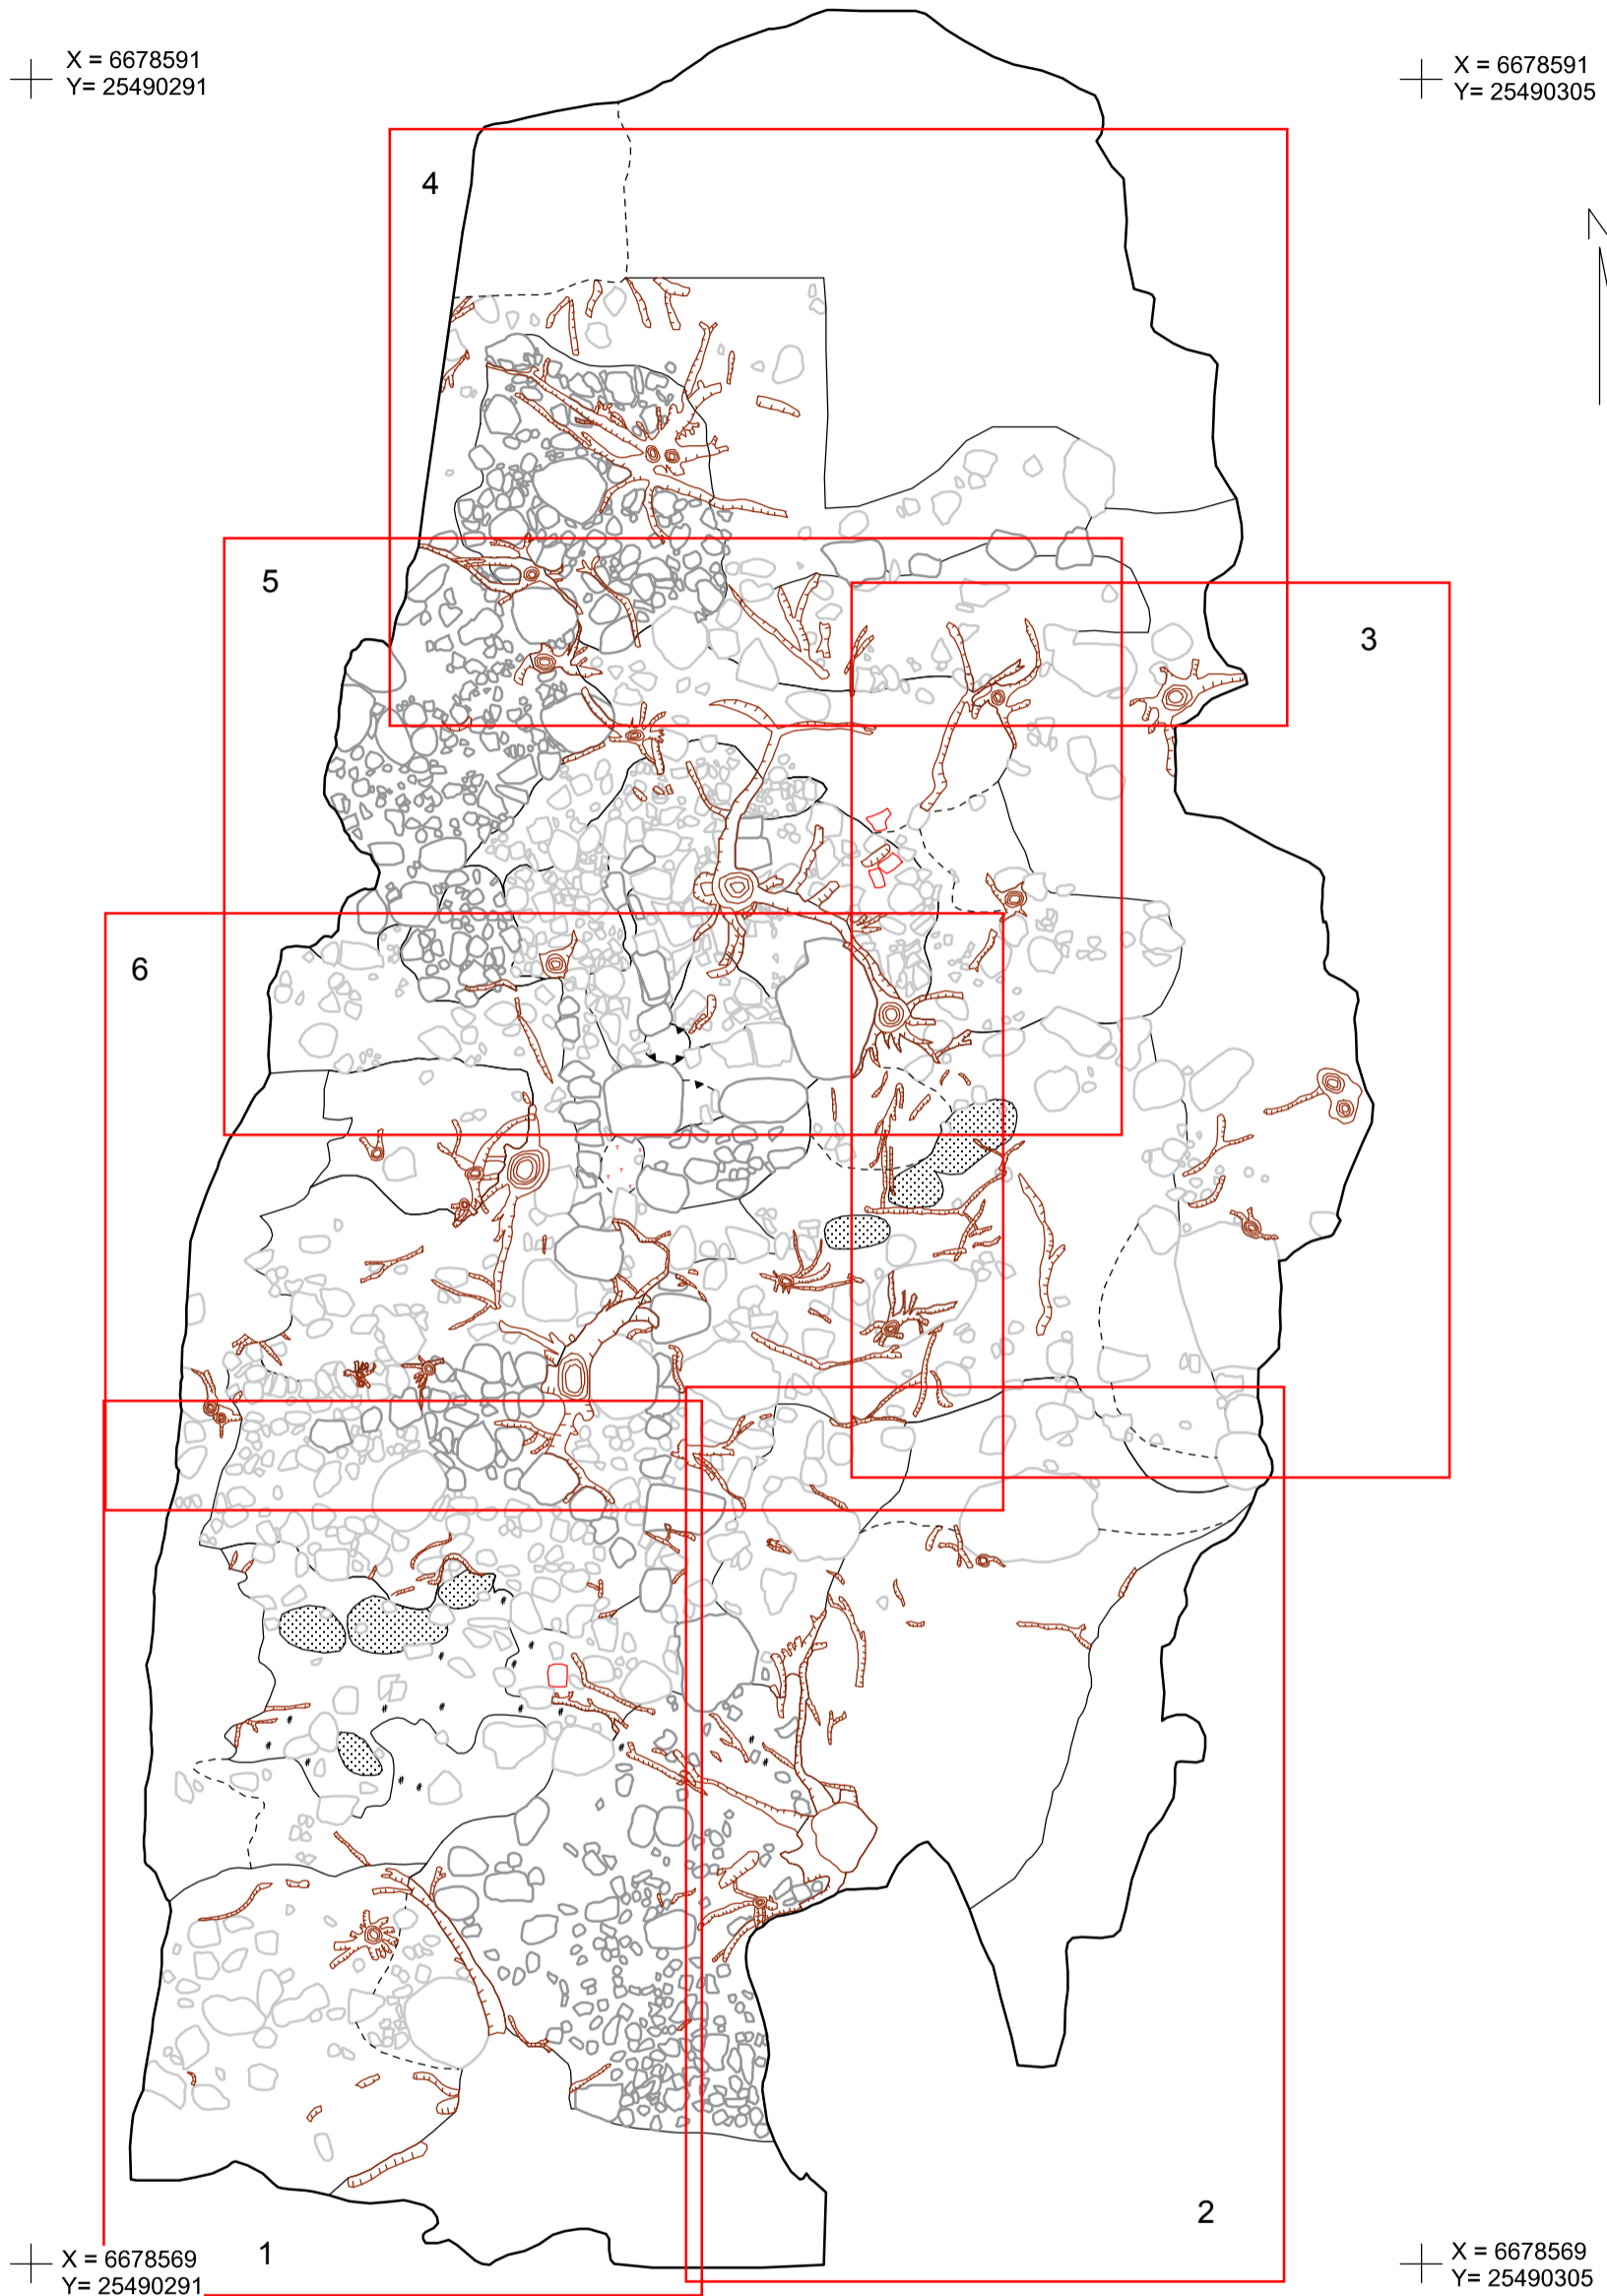 X = 6678591
Y= 25490291
X = 6678591
Y= 25490305
4
N
5
3
6
2
1
X = 6678569
Y= 25490291
X = 6678569
Y= 25490305